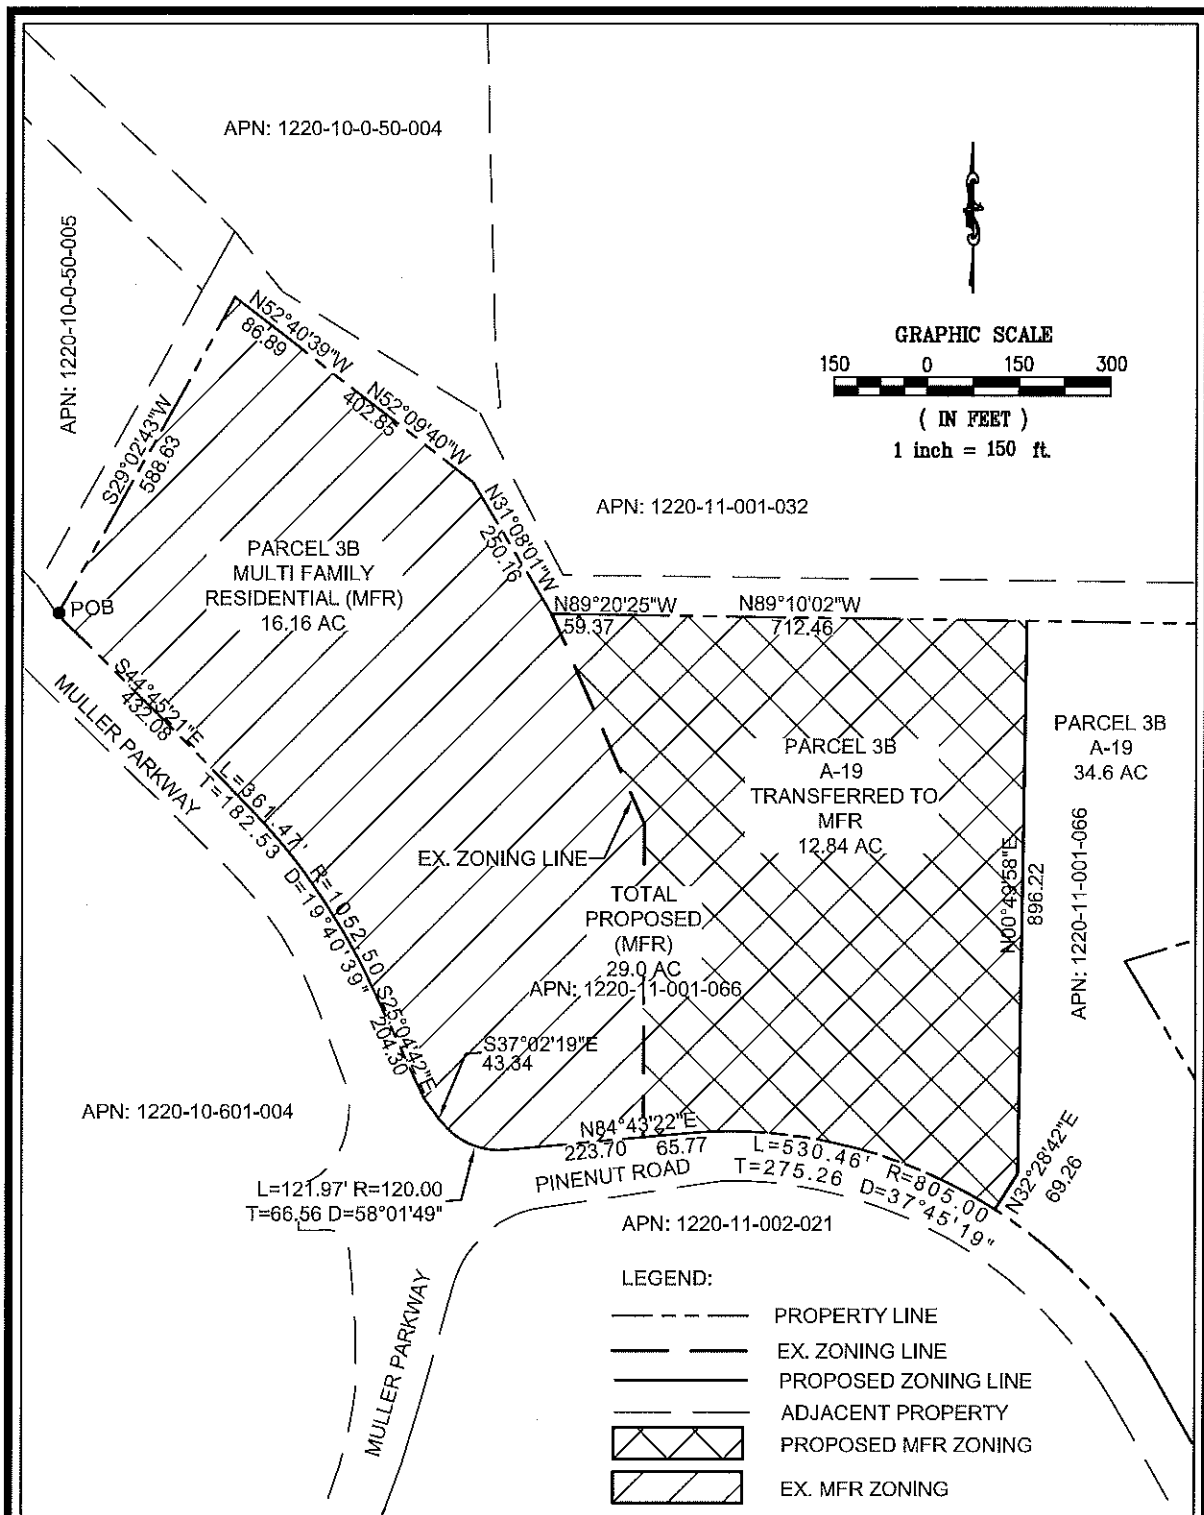 APN: 1220-10-0-50-004
APN: 1220-10-0-50-005
GRAPHIC SCALE
150 0 150 300
( IN FEET )
1 inch = 150 ft.
N52°40'39"W
86.89
N52°09'40"W
402.85
S29°02'43"W
588.63
N31°08'01"W
250.16
APN: 1220-11-001-032
PARCEL 3B
MULTI FAMILY
RESIDENTIAL (MFR)
16.16 AC
POB
N89°20'25"W
59.37
N89°10'02"W
712.46
S44°45'21"E
432.08
MULLER PARKWAY
PARCEL 3B
A-19
34.6 AC
PARCEL 3B
A-19
TRANSFERRED TO
MFR
12.84 AC
L=361.47' R=1052.50
T=182.53 D=19°40'39"
EX. ZONING LINE
TOTAL
PROPOSED
(MFR)
29.0 AC
APN: 1220-11-001-066
N00°49'58"E
896.22
APN: 1220-11-001-066
S25°04'42"E
204.30
S37°02'19"E
43.34
APN: 1220-10-601-004
N84°43'22"E
223.70 65.77
PINENUT ROAD
L=530.46' R=805.00
T=275.26 D=37°45'19"
N32°28'42"E
69.26
L=121.97' R=120.00
T=66.56 D=58°01'49"
APN: 1220-11-002-021
MULLER PARKWAY
LEGEND:
PROPERTY LINE
EX. ZONING LINE
PROPOSED ZONING LINE
ADJACENT PROPERTY
PROPOSED MFR ZONING
EX. MFR ZONING